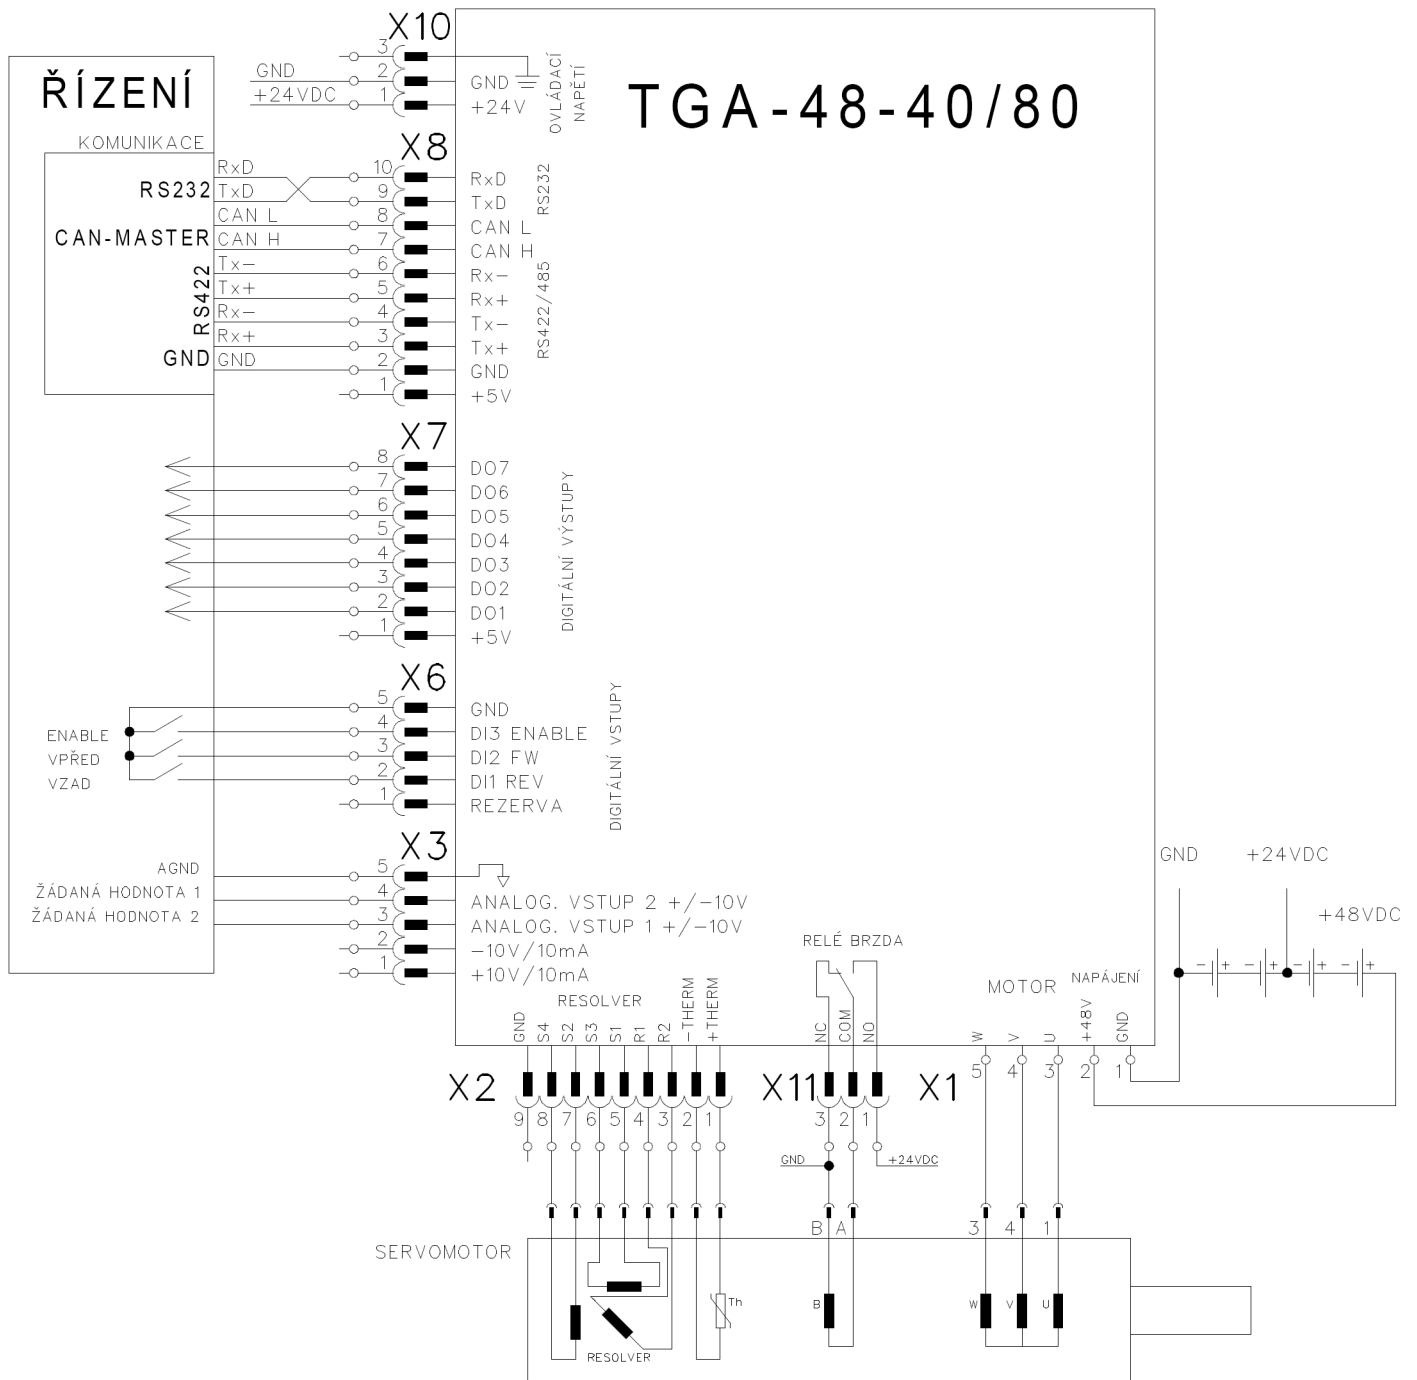 ŘÍZENÍ
KOMUNIKACE
RxD
RS232
TxD
CAN L
CAN-MASTER
CAN H
Tx-
Tx+
RS422
Rx-
Rx+
GND
GND
ENABLE
VPŘED
VZAD
AGND
ŽÁDANÁ HODNOTA 1
ŽÁDANÁ HODNOTA 2
TGA-48-40/80
X10
3
GND
2
GND
+24VDC
1
+24V
OVLÁDACÍ
NAPĚTÍ
X8
10
RxD
9
TxD
RS232
8
CAN L
7
CAN H
6
Rx-
5
Rx+
4
Tx-
3
Tx+
RS422/485
2
GND
1
+5V
X7
8
DO7
7
DO6
6
DO5
5
DO4
4
DO3
3
DO2
2
DO1
1
+5V
DIGITÁLNÍ VÝSTUPY
X6
5
GND
4
DI3 ENABLE
3
DI2 FW
2
DI1 REV
1
REZERVA
DIGITÁLNÍ VSTUPY
X3
5
4
ANALOG. VSTUP 2 +/-10V
3
ANALOG. VSTUP 1 +/-10V
2
-10V/10mA
1
+10V/10mA
GND
+24VDC
+48VDC
- + - + - + - +
RESOLVER
GND S4 S2 S3 S1 R1 R2 -THERM +THERM
X2
9 8 7 6 5 4 3 2 1
RELÉ BRZDA
NC COM NO
X11
3 2 1
GND
+24VDC
MOTOR
NAPÁJENÍ
W V U +48V GND
X1
5 4 3 2 1
SERVOMOTOR
B A
3 4 1
Th
B
W V U
RESOLVER